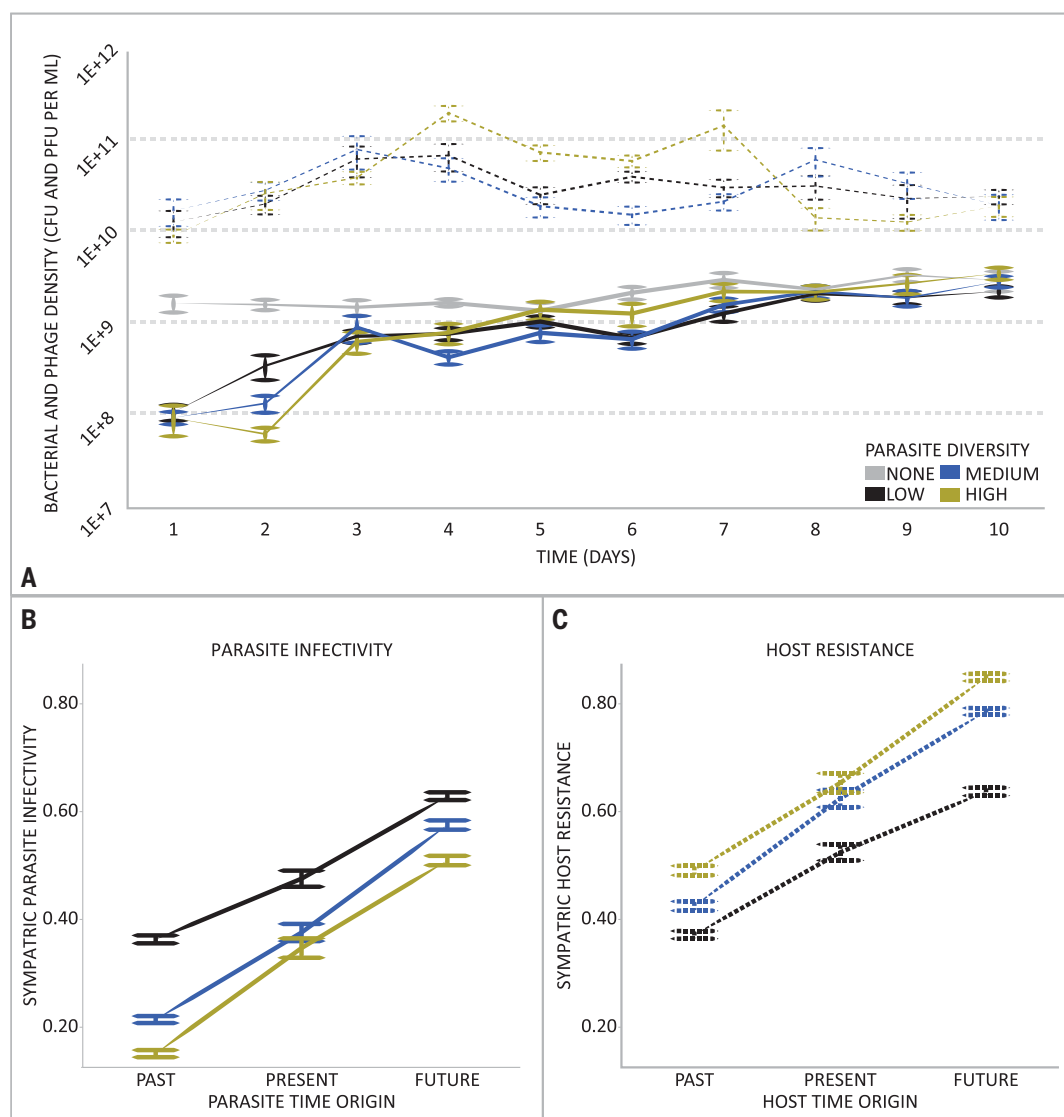 BACTERIAL AND PHAGE DENSITY (CFU AND PFU PER ML)
1E+12
1E+11
1E+10
1E+9
1E+8
1E+7
PARASITE DIVERSITY
NONE MEDIUM
LOW HIGH
1 2 3 4 5 6 7 8 9 10
TIME (DAYS)
A
B
PARASITE INFECTIVITY
SYMPATRIC PARASITE INFECTIVITY
0.80
0.60
0.40
0.20
PAST PRESENT FUTURE
PARASITE TIME ORIGIN
C
HOST RESISTANCE
SYMPATRIC HOST RESISTANCE
0.80
0.60
0.40
0.20
PAST PRESENT FUTURE
HOST TIME ORIGIN